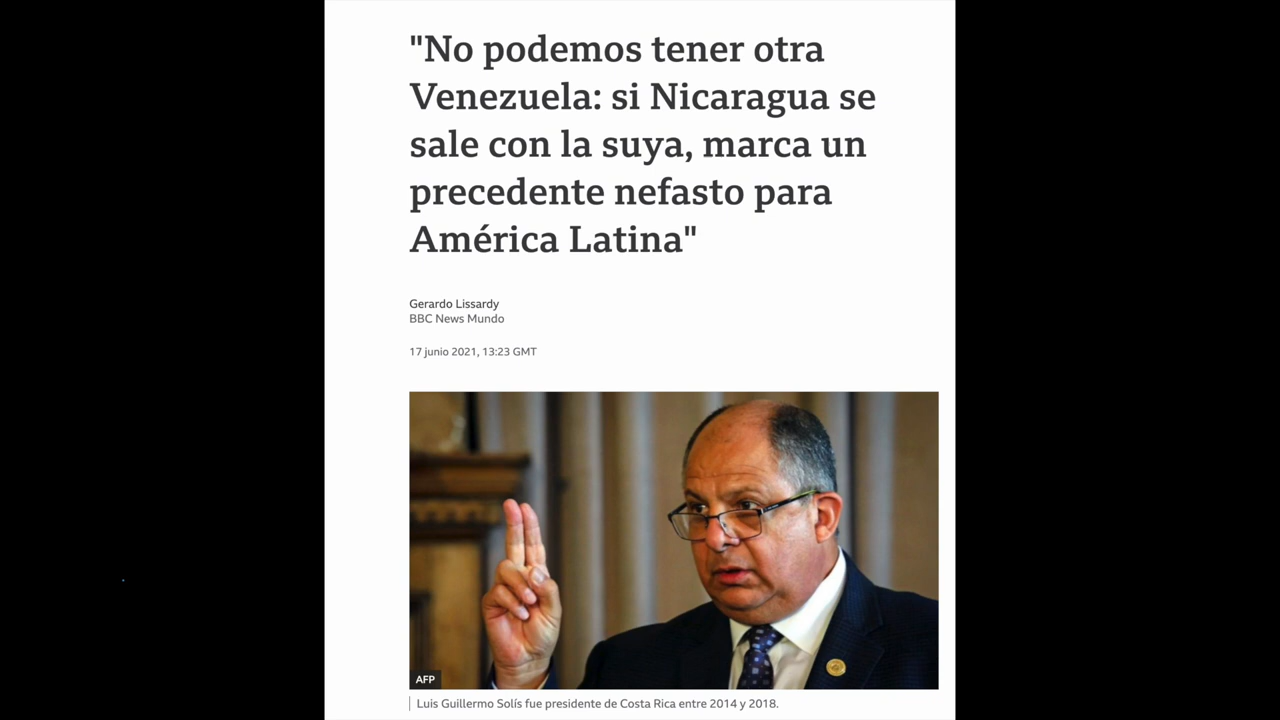 "No podemos tener otra
Venezuela: si Nicaragua se
sale con la suya, marca un
precedente nefasto para
América Latina"
Gerardo Lissardy
BBC News Mundo
17 junio 2021, 13:23 GMT
AFP
Luis Guillermo Solís fue presidente de Costa Rica entre 2014 y 2018.